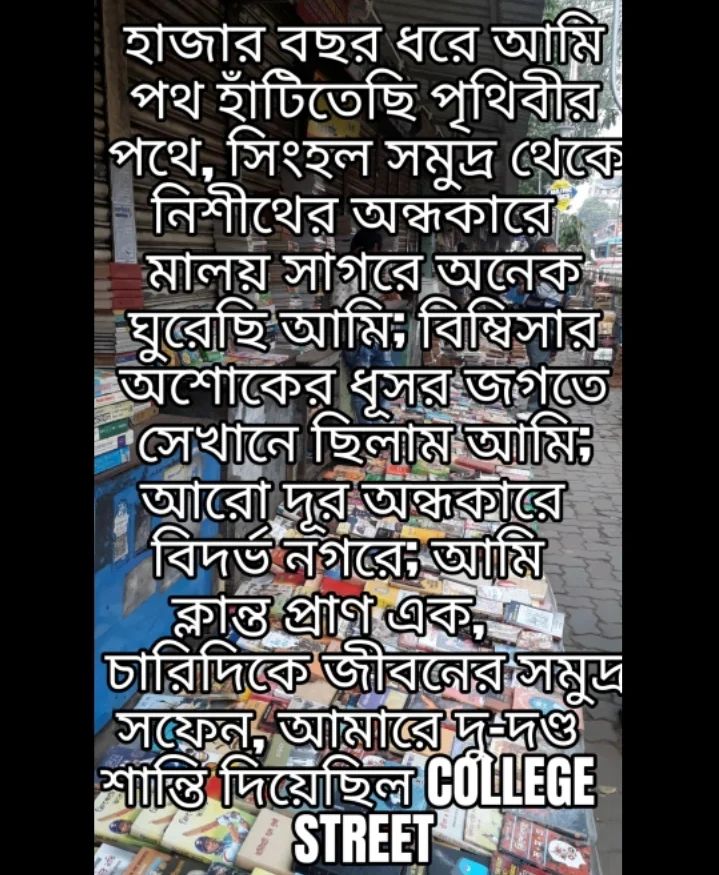 হাজার বছর ধরে আমি
পথ হাঁটিতেছি পৃথিবীর
পথে, সিংহল সমুদ্র থেকে
নিশীথের অন্ধকারে
মালয় সাগরে অনেক
ঘুরেছি আমি; বিম্বিসার
অশোকের ধূসর জগতে
সেখানে ছিলাম আমি;
আরো দূর অন্ধকারে
বিদর্ভ নগরে; আমি
ক্লান্ত প্রাণ এক,
চারিদিকে জীবনের সমুদ্র
সফেন, আমারে দু-দণ্ড
শান্তি দিয়েছিল COLLEGE
STREET